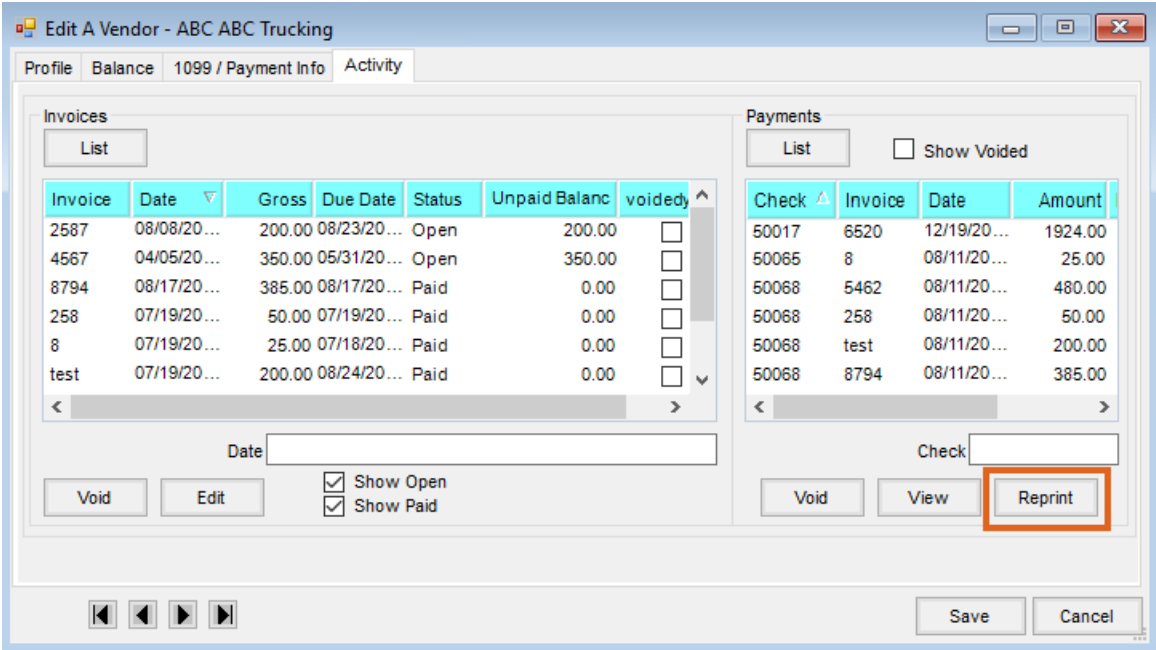 Edit A Vendor - ABC ABC Trucking
Profile Balance 1099 / Payment Info Activity
Invoices
List
Invoice Date Gross Due Date Status Unpaid Balanc voidedy
2587 08/08/20... 200.00 08/23/20... Open 200.00
4567 04/05/20... 350.00 05/31/20... Open 350.00
8794 08/17/20... 385.00 08/17/20... Paid 0.00
258 07/19/20... 50.00 07/19/20... Paid 0.00
8 07/19/20... 25.00 07/18/20... Paid 0.00
test 07/19/20... 200.00 08/24/20... Paid 0.00
Date
Void Edit
Show Open
Show Paid
Payments
List Show Voided
Check Invoice Date Amount
50017 6520 12/19/20... 1924.00
50065 8 08/11/20... 25.00
50068 5462 08/11/20... 480.00
50068 258 08/11/20... 50.00
50068 test 08/11/20... 200.00
50068 8794 08/11/20... 385.00
Check
Void View Reprint
Save Cancel